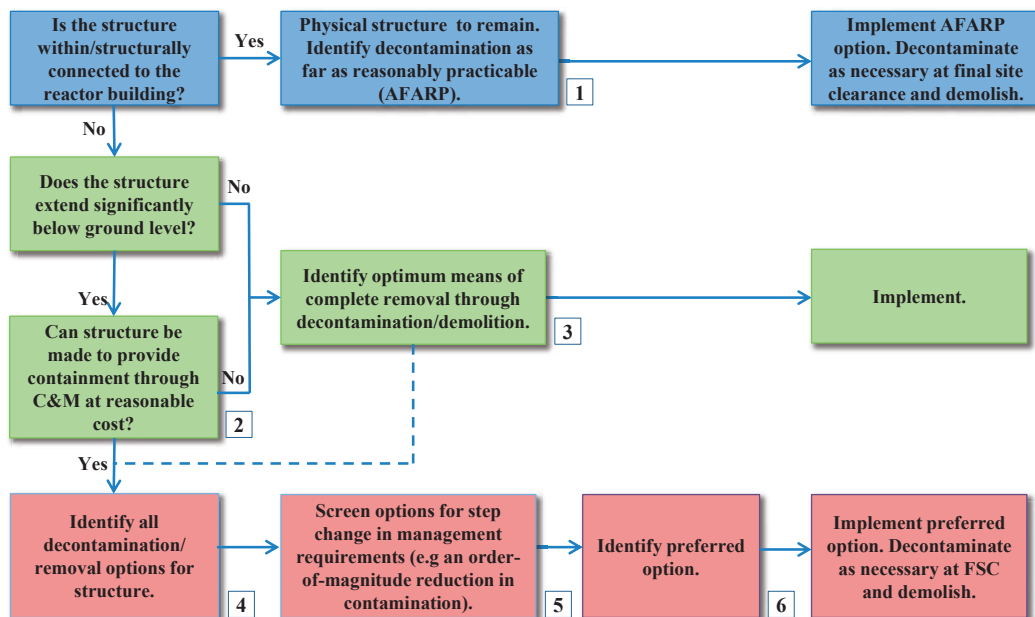 Is the structure
within/structurally
connected to the
reactor building?
Yes
Physical structure to remain.
Identify decontamination as
far as reasonably practicable
(AFARP).
1
Implement AFARP
option. Decontaminate
as necessary at final site
clearance and demolish.
No
Does the structure
extend significantly
below ground level?
No
Yes
Identify optimum means of
complete removal through
decontamination/demolition.
3
Implement.
Can structure be
made to provide
containment through
C&M at reasonable
cost?
No
2
Yes
Identify all
decontamination/
removal options for
structure.
4
Screen options for step
change in management
requirements (e.g an order-
of-magnitude reduction in
contamination).
5
Identify preferred
option.
6
Implement preferred
option. Decontaminate
as necessary at FSC
and demolish.